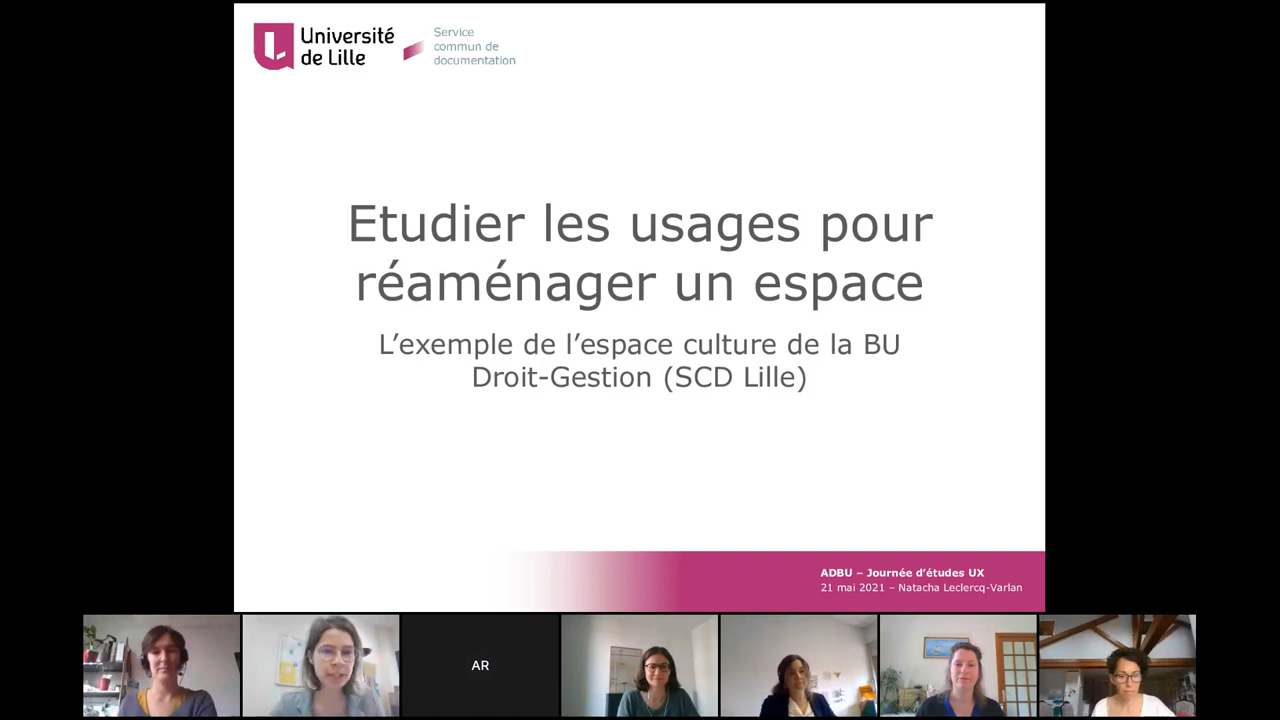 Université
de Lille
Service
commun de
documentation
Etudier les usages pour
réaménager un espace
L’exemple de l’espace culture de la BU
Droit-Gestion (SCD Lille)
ADBU – Journée d’études UX
21 mai 2021 – Natacha Leclercq-Varlan
AR